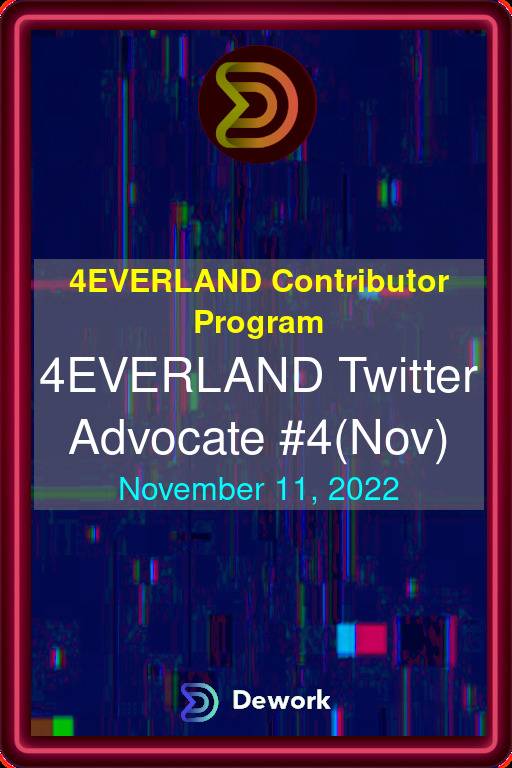 4EVERLAND Contributor
Program
4EVERLAND Twitter
Advocate #4(Nov)
November 11, 2022
Dework